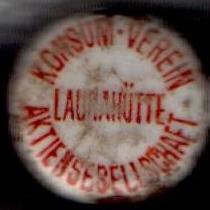 KONSUM-VEREIN
LAURAHÜTTE
AKTIENGESELLSCHAFT